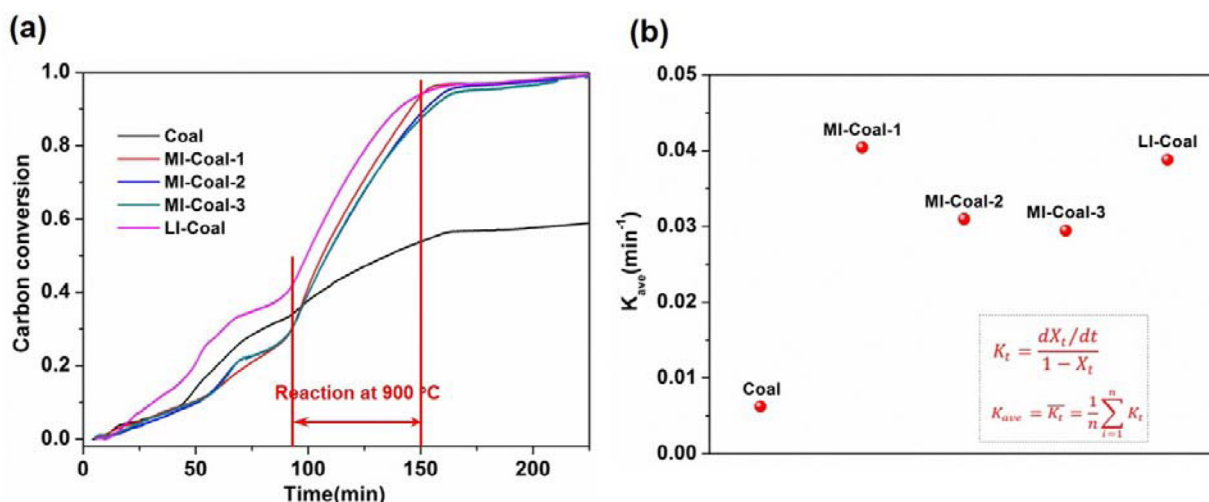 (a)
1.0
0.8
0.6
0.4
0.2
0.0
Carbon conversion
Coal
MI-Coal-1
MI-Coal-2
MI-Coal-3
LI-Coal
Reaction at 900 °C
0
50
100
150
200
Time(min)
(b)
0.05
0.04
0.03
0.02
0.01
0.00
K_ave(min⁻¹)
MI-Coal-1
LI-Coal
MI-Coal-2
MI-Coal-3
Coal
K_t = (dX_t/dt)/(1 − X_t)
K_ave = K̅_t = (1/n) ∑_{i=1}^{n} K_t